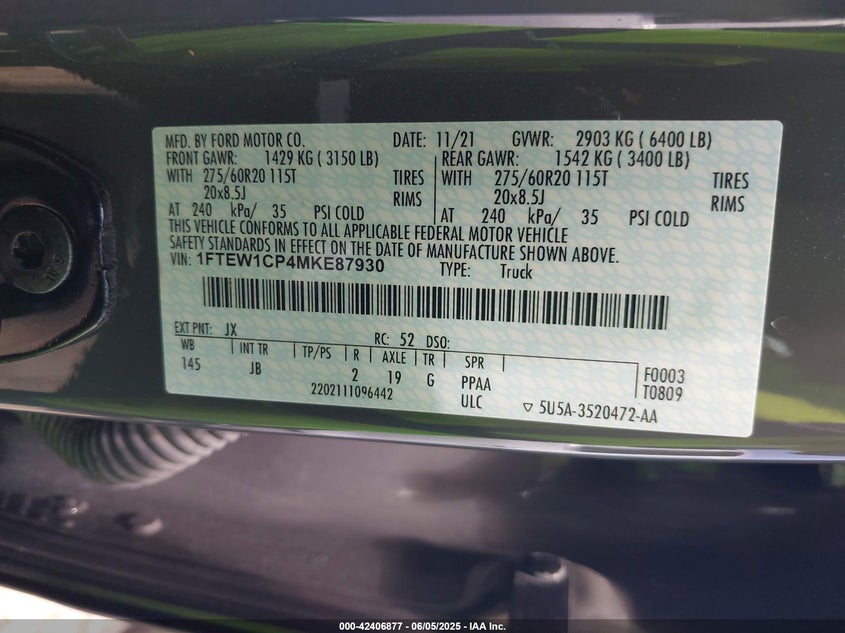 MFD. BY FORD MOTOR CO. DATE: 11/21 GVWR: 2903 KG ( 6400 LB)
FRONT GAWR: 1429 KG ( 3150 LB) REAR GAWR: 1542 KG ( 3400 LB)
WITH 275/60R20 115T TIRES WITH 275/60R20 115T TIRES
20x8.5J RIMS 20x8.5J RIMS
AT 240 kPa/ 35 PSI COLD AT 240 kPa/ 35 PSI COLD
THIS VEHICLE CONFORMS TO ALL APPLICABLE FEDERAL MOTOR VEHICLE
SAFETY STANDARDS IN EFFECT ON THE DATE OF MANUFACTURE SHOWN ABOVE.
VIN: 1FTEW1CP4MKE87930 TYPE: Truck
EXT PNT: JX RC: 52 DSO:
WB INT TR TP/PS R AXLE TR SPR F0003
145 JB 2 19 G PPAA T0809
2202111096442 ULC ▽ 5U5A-3520472-AA
000-42406877 - 06/05/2025 - IAA Inc.